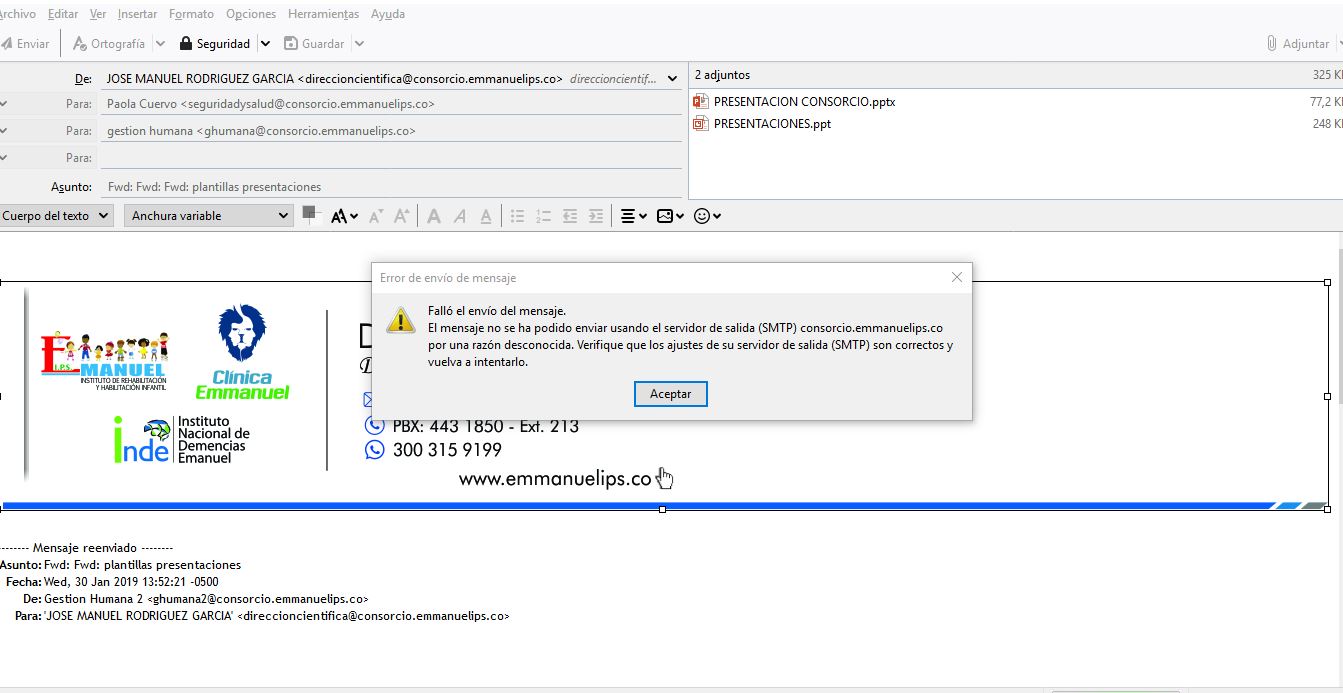 Archivo Editar Ver Insertar Formato Opciones Herramientas Ayuda
Enviar Ortografía Seguridad Guardar Adjuntar
De: JOSE MANUEL RODRIGUEZ GARCIA <direccioncientifica@consorcio.emmanuelips.co> direccioncientif...
Para: Paola Cuervo <seguridadysalud@consorcio.emmanuelips.co>
Para: gestion humana <ghumana@consorcio.emmanuelips.co>
Para:
Asunto: Fwd: Fwd: Fwd: plantillas presentaciones
2 adjuntos 325 K
PRESENTACION CONSORCIO.pptx 77,2 K
PRESENTACIONES.ppt 248 K
Cuerpo del texto Anchura variable
Error de envío de mensaje
Falló el envío del mensaje.
El mensaje no se ha podido enviar usando el servidor de salida (SMTP) consorcio.emmanuelips.co
por una razón desconocida. Verifique que los ajustes de su servidor de salida (SMTP) son correctos y
vuelva a intentarlo.
Aceptar
E I.P.S. MANUEL
INSTITUTO DE REHABILITACIÓN
Y HABILITACIÓN INFANTIL
Clínica
Emmanuel
inde
Instituto
Nacional de
Demencias
Emanuel
D
D
PBX: 443 1850 - Ext. 213
300 315 9199
www.emmanuelips.co
-------- Mensaje reenviado --------
Asunto: Fwd: Fwd: plantillas presentaciones
Fecha: Wed, 30 Jan 2019 13:52:21 -0500
De: Gestion Humana 2 <ghumana2@consorcio.emmanuelips.co>
Para: 'JOSE MANUEL RODRIGUEZ GARCIA' <direccioncientifica@consorcio.emmanuelips.co>